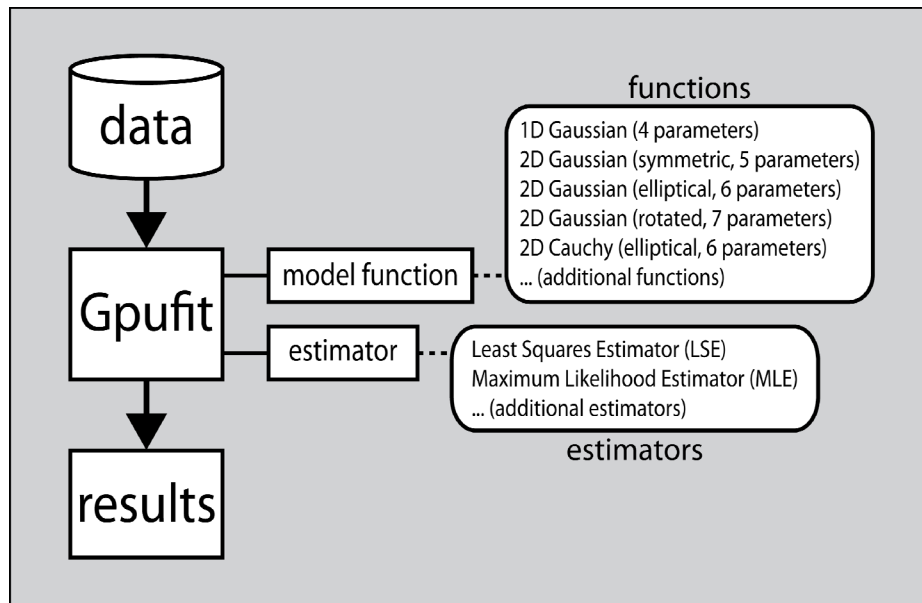 data
functions
1D Gaussian (4 parameters)
2D Gaussian (symmetric, 5 parameters)
2D Gaussian (elliptical, 6 parameters)
2D Gaussian (rotated, 7 parameters)
2D Cauchy (elliptical, 6 parameters)
... (additional functions)
Gpufit
model function
estimator
Least Squares Estimator (LSE)
Maximum Likelihood Estimator (MLE)
... (additional estimators)
estimators
results